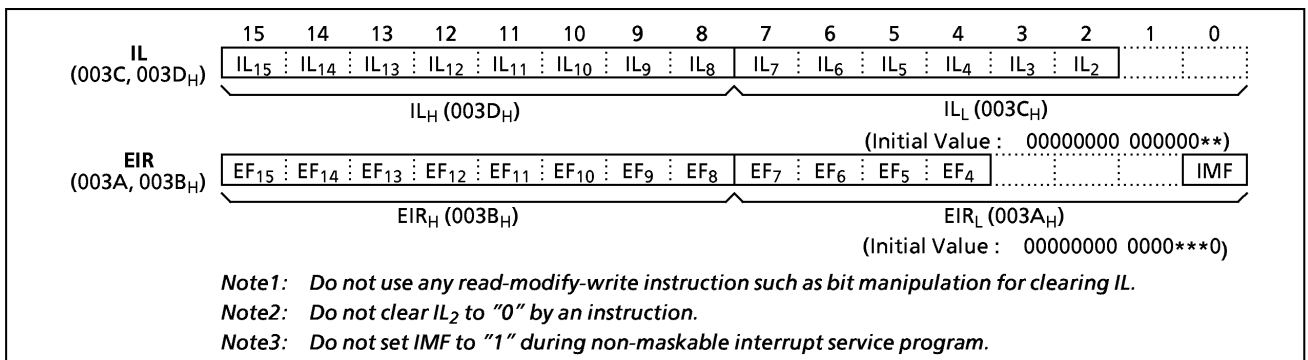 15 14 13 12 11 10 9 8 7 6 5 4 3 2 1 0
IL
(003C, 003DH)
IL15 IL14 IL13 IL12 IL11 IL10 IL9 IL8 IL7 IL6 IL5 IL4 IL3 IL2
ILH (003DH) ILL (003CH)
(Initial Value : 00000000 000000**)
EIR
(003A, 003BH)
EF15 EF14 EF13 EF12 EF11 EF10 EF9 EF8 EF7 EF6 EF5 EF4 IMF
EIRH (003BH) EIRL (003AH)
(Initial Value : 00000000 0000***0)
Note1: Do not use any read-modify-write instruction such as bit manipulation for clearing IL.
Note2: Do not clear IL2 to "0" by an instruction.
Note3: Do not set IMF to "1" during non-maskable interrupt service program.